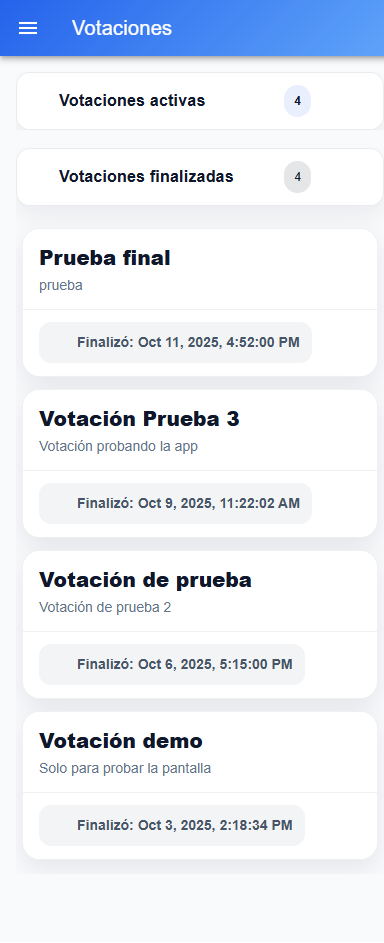 Votaciones
Votaciones activas 4
Votaciones finalizadas 4
Prueba final
prueba
Finalizó: Oct 11, 2025, 4:52:00 PM
Votación Prueba 3
Votación probando la app
Finalizó: Oct 9, 2025, 11:22:02 AM
Votación de prueba
Votación de prueba 2
Finalizó: Oct 6, 2025, 5:15:00 PM
Votación demo
Solo para probar la pantalla
Finalizó: Oct 3, 2025, 2:18:34 PM